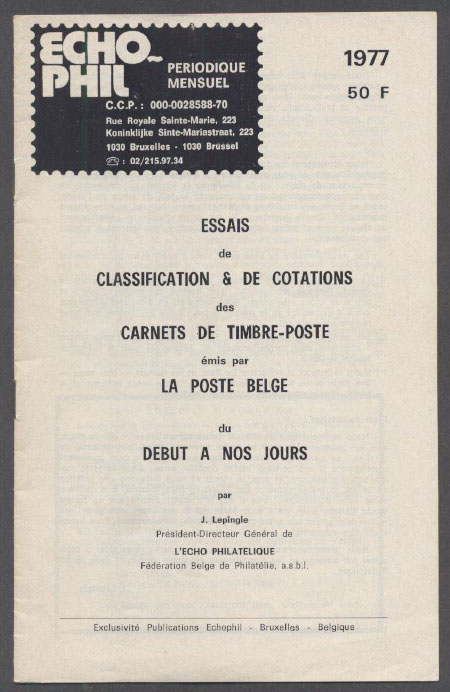 ECHO-
PHIL
PERIODIQUE
MENSUEL
C.C.P. : 000-0028588-70
Rue Royale Sainte-Marie, 223
Koninklijke Sinte-Mariastraat, 223
1030 Bruxelles - 1030 Brüssel
☏ : 02/215.97.34
1977
50 F
ESSAIS
de
CLASSIFICATION & DE COTATIONS
des
CARNETS DE TIMBRE-POSTE
émis par
LA POSTE BELGE
du
DEBUT A NOS JOURS
par
J. Lepingle
Président-Directeur Général de
L'ECHO PHILATELIQUE
Fédération Belge de Philatélie, a.s.b.l.
Exclusivité Publications Echophil - Bruxelles - Belgique